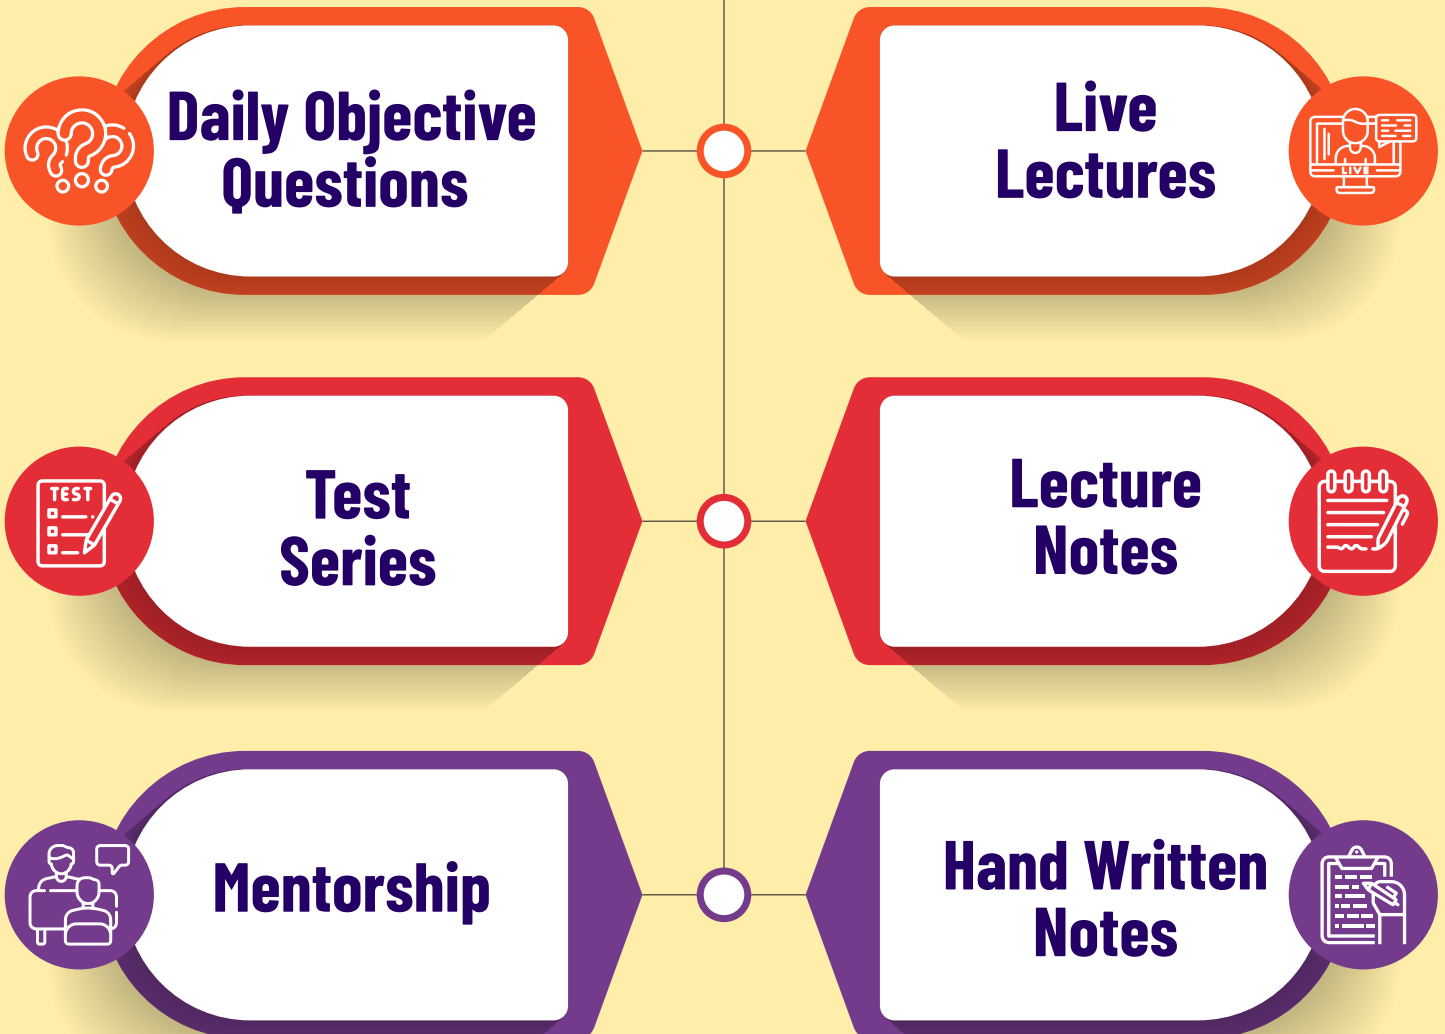 Daily Objective
Questions
Live
Lectures
LIVE
Test
Series
TEST
Lecture
Notes
Mentorship
Hand Written
Notes